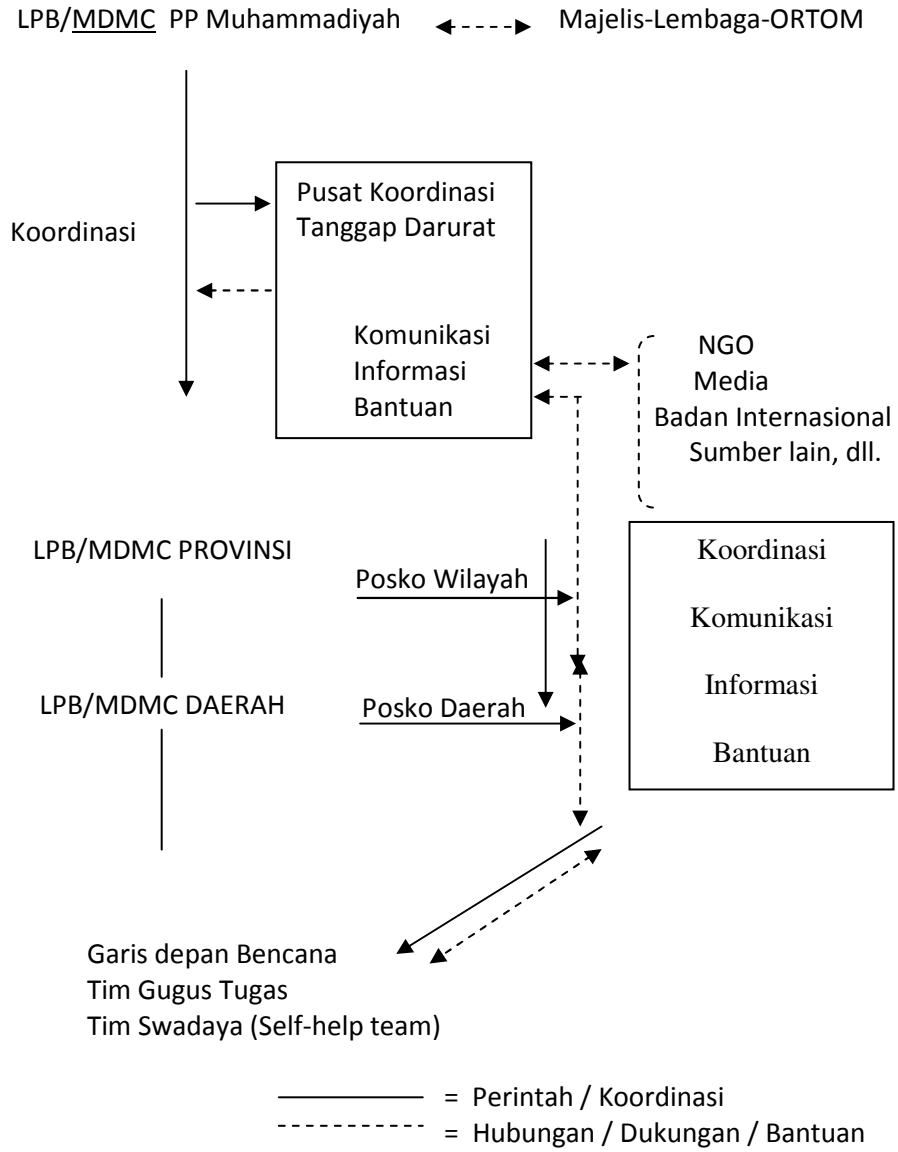 LPB/MDMC PP Muhammadiyah
Majelis-Lembaga-ORTOM
Koordinasi
Pusat Koordinasi
Tanggap Darurat
Komunikasi
Informasi
Bantuan
NGO
Media
Badan Internasional
Sumber lain, dll.
LPB/MDMC PROVINSI
Posko Wilayah
LPB/MDMC DAERAH
Posko Daerah
Koordinasi
Komunikasi
Informasi
Bantuan
Garis depan Bencana
Tim Gugus Tugas
Tim Swadaya (Self-help team)
= Perintah / Koordinasi
= Hubungan / Dukungan / Bantuan